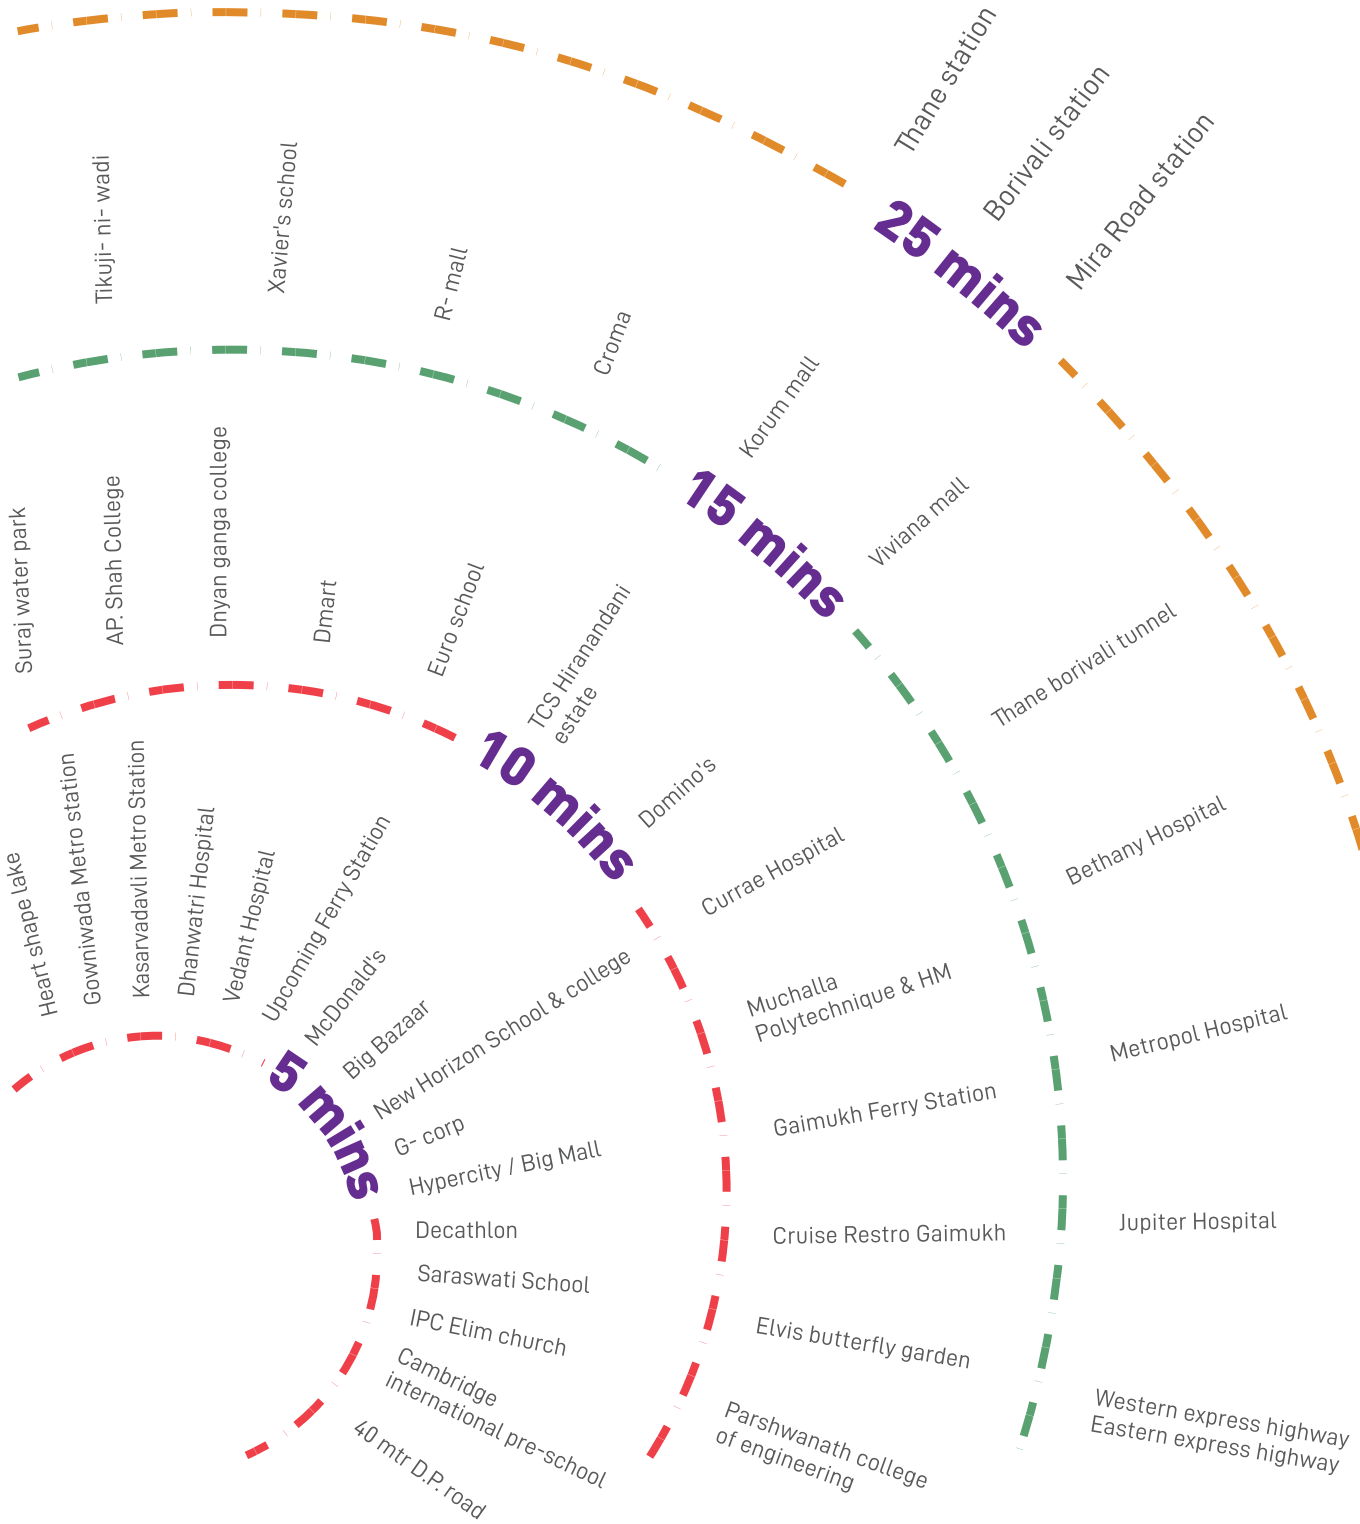 Thane station
Borivali station
Mira Road station
25 mins
Tikuji- ni- wadi
Xavier's school
R- mall
Croma
Korum mall
Viviana mall
Thane borivali tunnel
Bethany Hospital
Metropol Hospital
Jupiter Hospital
Western express highway
Eastern express highway
15 mins
Suraj water park
AP. Shah College
Dnyan ganga college
Dmart
Euro school
TCS Hiranandani
estate
Domino's
Currae Hospital
Muchalla
Polytechnique & HM
Gaimukh Ferry Station
Cruise Restro Gaimukh
Elvis butterfly garden
Parshwanath college
of engineering
10 mins
Heart shape lake
Gowniwada Metro station
Kasarvadavli Metro Station
Dhanwatri Hospital
Vedant Hospital
Upcoming Ferry Station
McDonald's
Big Bazaar
New Horizon School & college
G- corp
Hypercity / Big Mall
Decathlon
Saraswati School
IPC Elim church
Cambridge
international pre-school
40 mtr D.P. road
5 mins